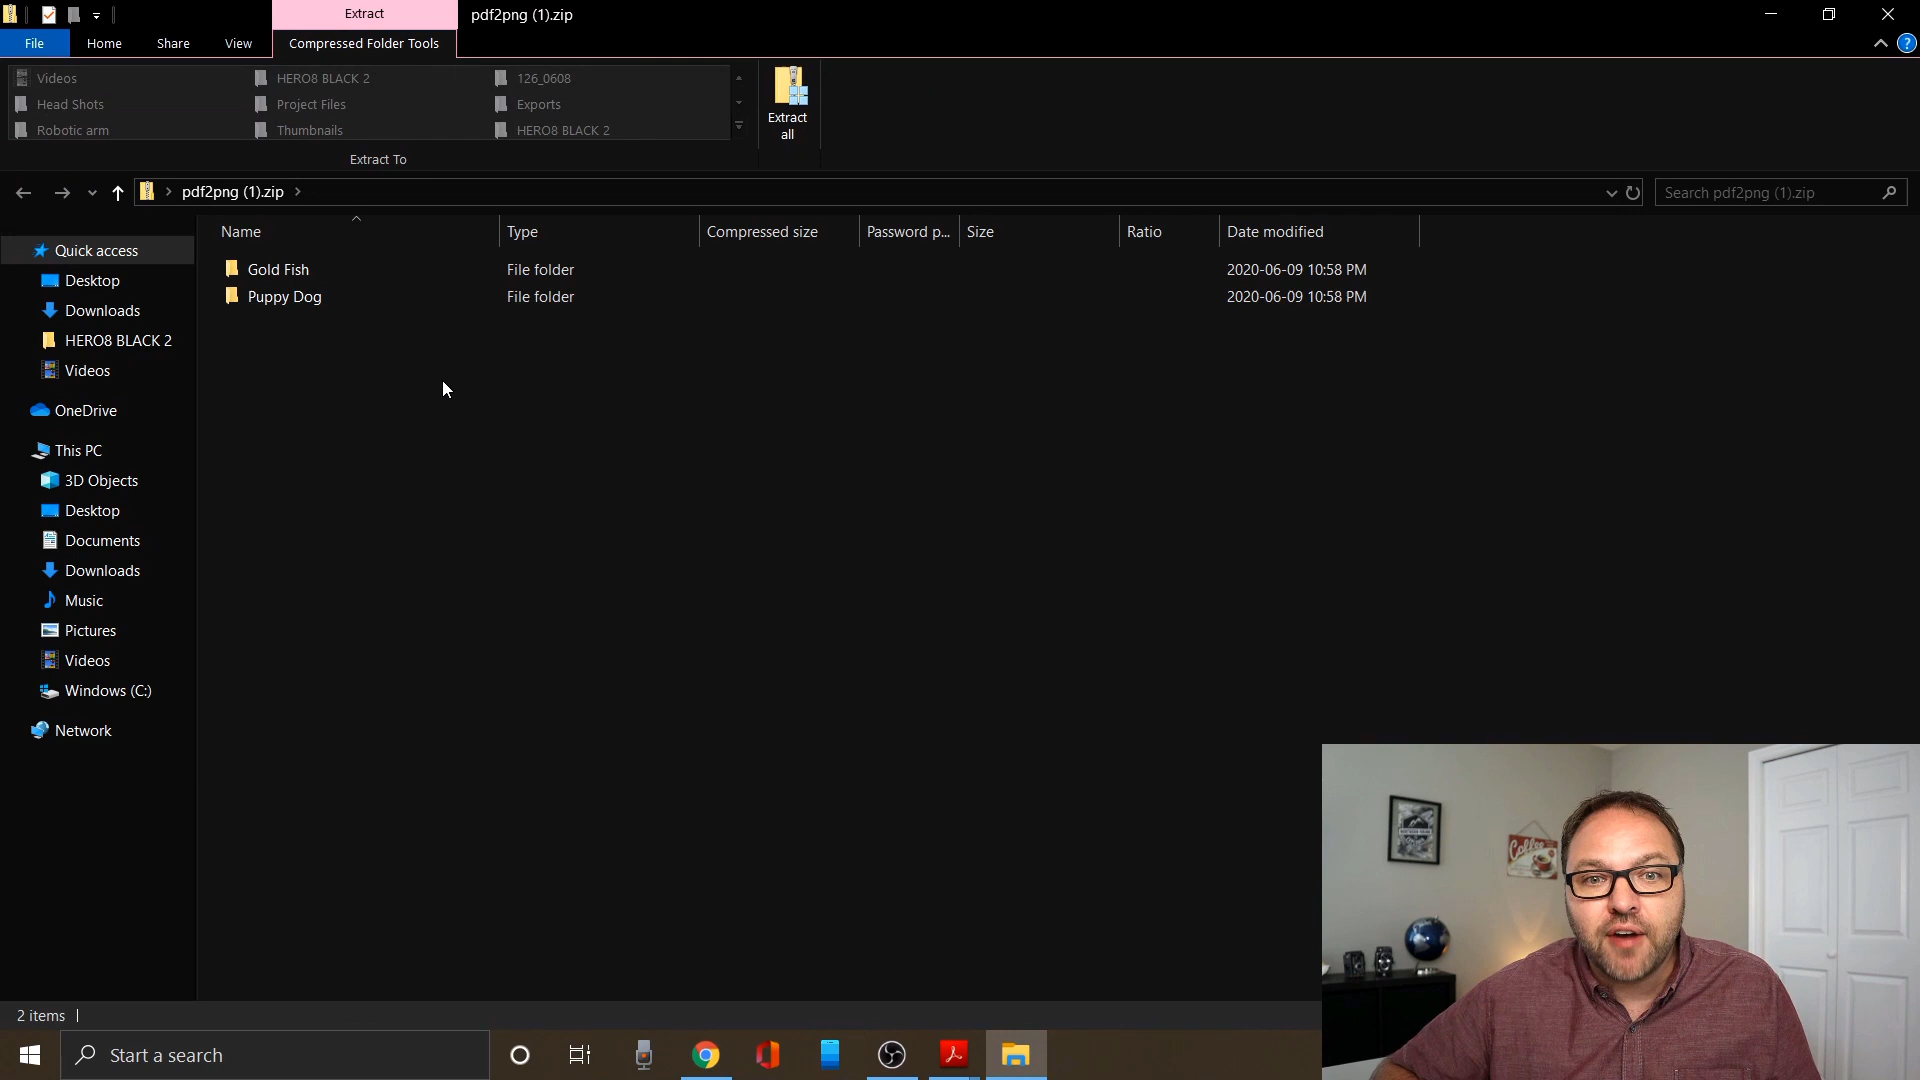 Extract
pdf2png (1).zip
File Home Share View Compressed Folder Tools
Videos HERO8 BLACK 2 126_0608
Head Shots Project Files Exports
Robotic arm Thumbnails HERO8 BLACK 2
Extract all
Extract To
pdf2png (1).zip
Search pdf2png (1).zip
Name Type Compressed size Password p... Size Ratio Date modified
Gold Fish File folder 2020-06-09 10:58 PM
Puppy Dog File folder 2020-06-09 10:58 PM
Quick access
Desktop
Downloads
HERO8 BLACK 2
Videos
OneDrive
This PC
3D Objects
Desktop
Documents
Downloads
Music
Pictures
Videos
Windows (C:)
Network
Coffee
2 items
Start a search